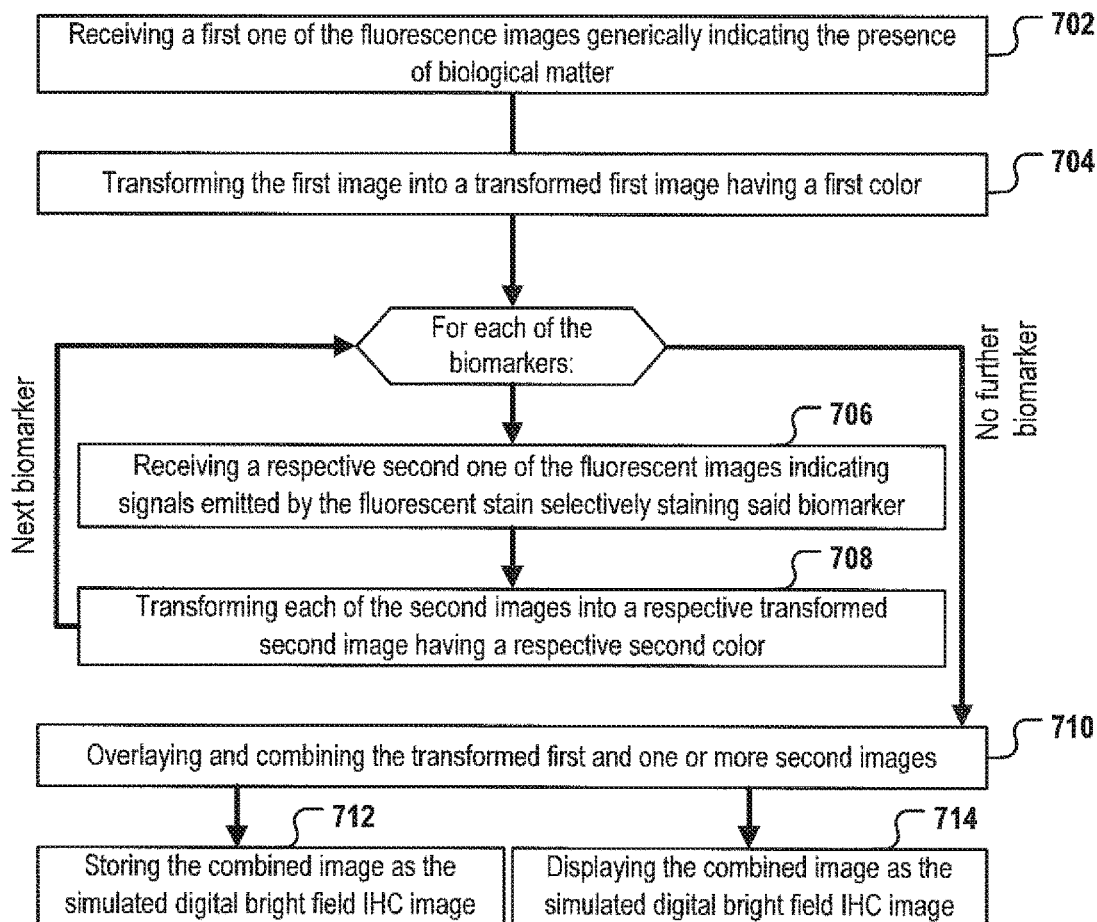 Receiving a first one of the fluorescence images generically indicating the presence
of biological matter
702
Transforming the first image into a transformed first image having a first color
704
For each of the
biomarkers:
Next biomarker
No further
biomarker
706
Receiving a respective second one of the fluorescent images indicating
signals emitted by the fluorescent stain selectively staining said biomarker
708
Transforming each of the second images into a respective transformed
second image having a respective second color
710
Overlaying and combining the transformed first and one or more second images
712
Storing the combined image as the
simulated digital bright field IHC image
714
Displaying the combined image as the
simulated digital bright field IHC image